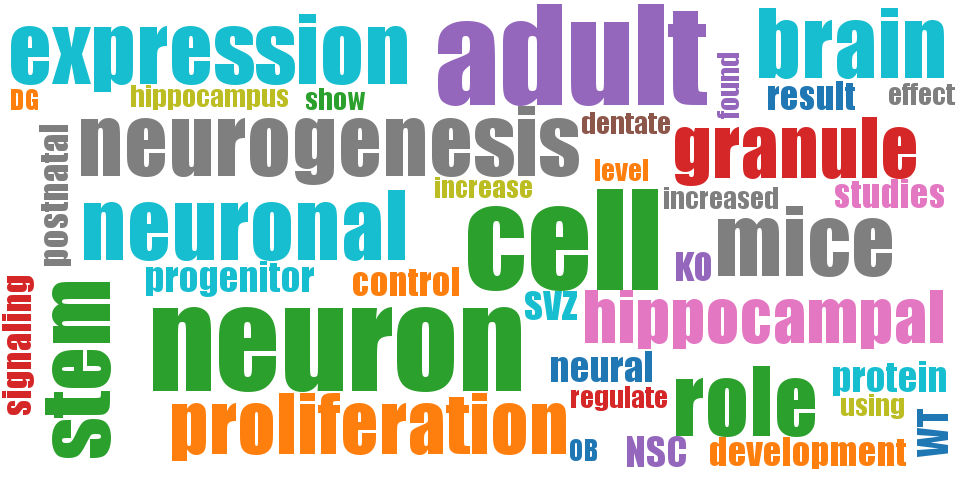 expression
adult
brain
DG
hippocampus
show
found
result
effect
neurogenesis
dentate
granule
postnatal
level
increase
increased
studies
neuronal
cell
mice
progenitor
control
KO
signaling
stem
neuron
SVZ
hippocampal
neural
role
protein
regulate
using
proliferation
OB
NSC
development
WT